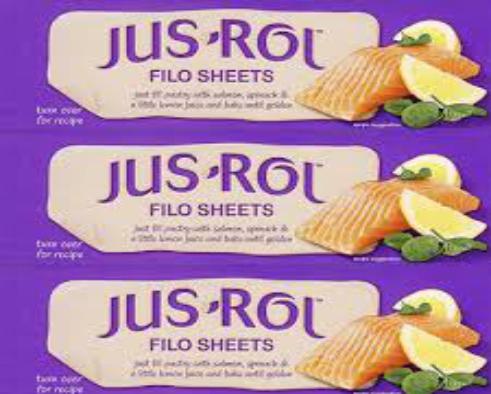 JUS-ROL™
FILO SHEETS
just fill pastry with salmon, spinach &
a little lemon juice and bake until golden
turn over
for recipe
JUS-ROL™
FILO SHEETS
just fill pastry with salmon, spinach &
a little lemon juice and bake until golden
turn over
for recipe
JUS-ROL™
FILO SHEETS
just fill pastry with salmon, spinach &
a little lemon juice and bake until golden
turn over
for recipe